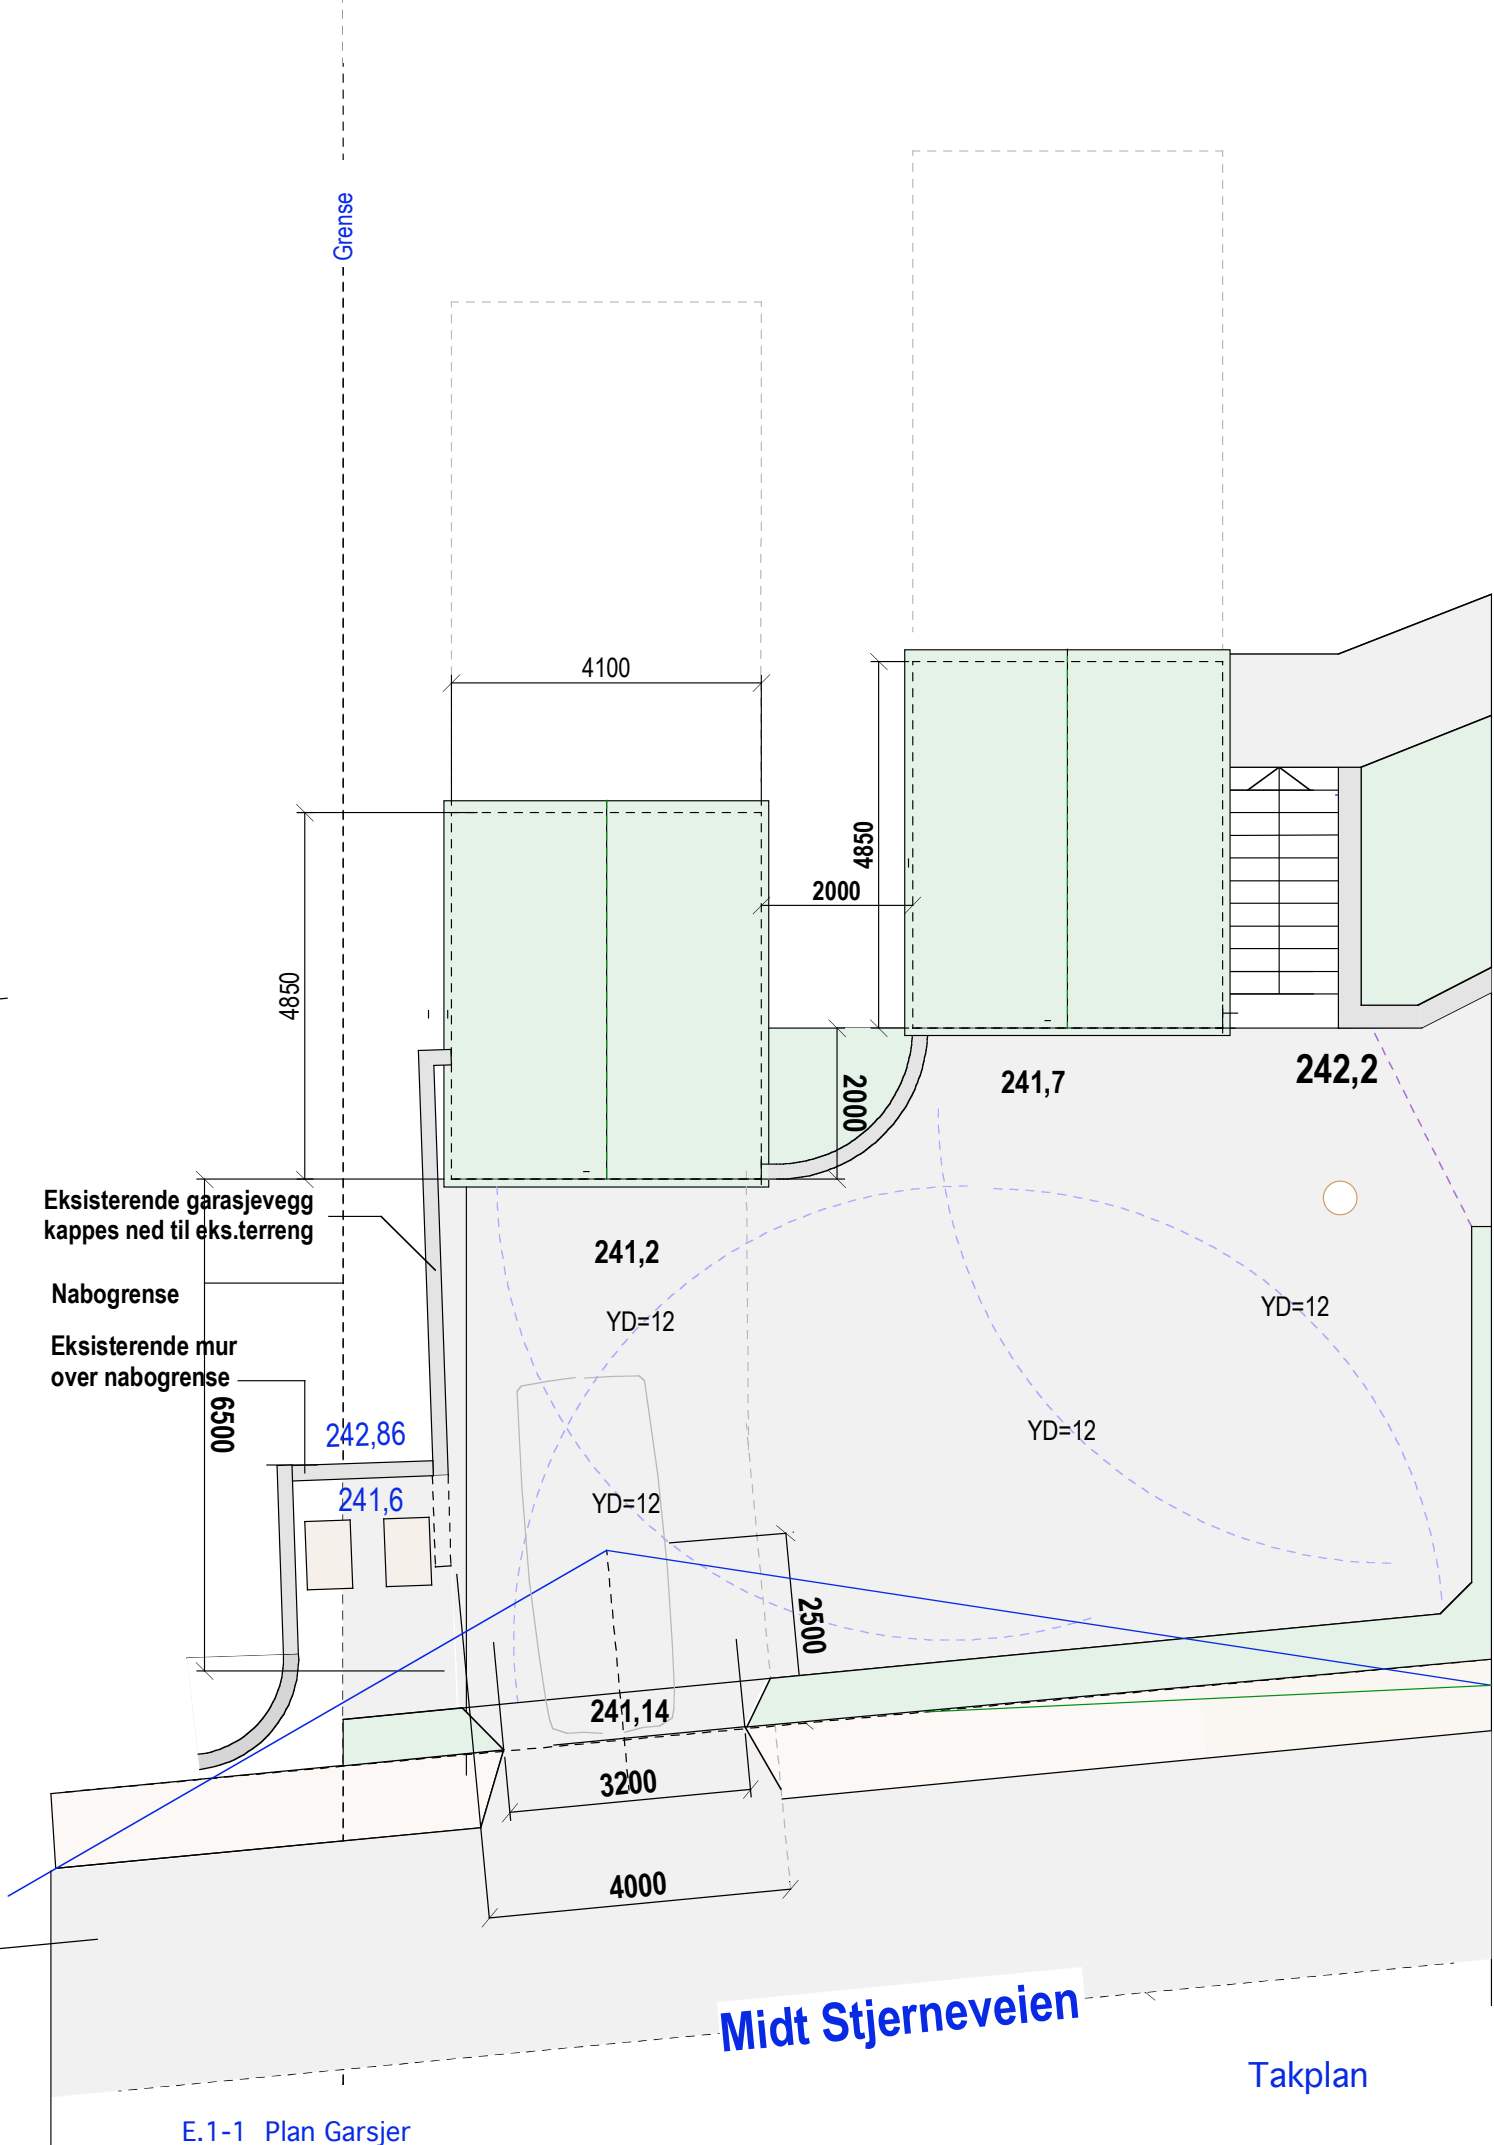 Grense
4100
4850
2000
4850
2000
241,7
242,2
Eksisterende garasjevegg
kappes ned til eks.terreng
241,2
Nabogrense
YD=12
YD=12
Eksisterende mur
over nabogrense
6500
242,86
YD=12
241,6
YD=12
2500
241,14
3200
4000
Midt Stjerneveien
Takplan
E.1-1 Plan Garsjer